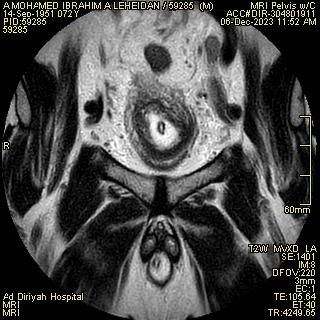 A MOHAMED IBRAHIM A LEHEIDAN / 59285 (M)
MRI Pelvis w/C
14-Sep-1951 072Y
ACC#DIR-304801911
PID:59285
06-Dec-2023 11:52 AM
59285
R
60mm
T2W MVXD LA
SE:1401
IM:8
DFOV:220
3mm
EC:1
Ad Diriyah Hospital
TE:105.64
MRI
ET:40
MRI
TR:4249.65